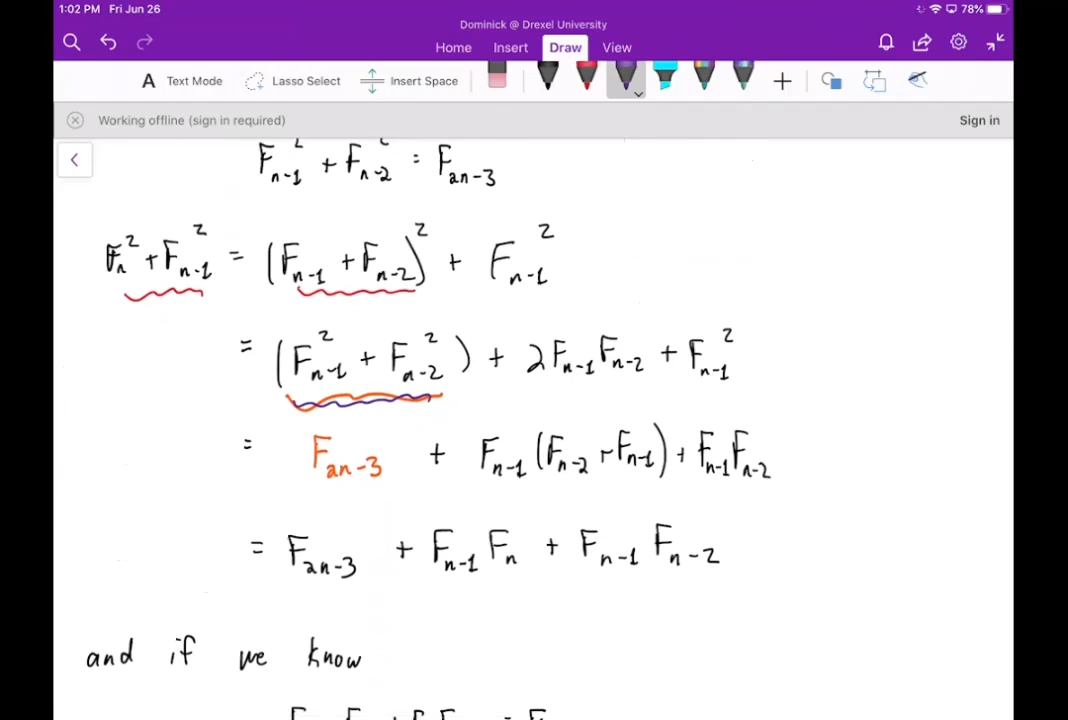 1:02 PM Fri Jun 26
78%
Dominick @ Drexel University
Home Insert Draw View
Text Mode Lasso Select Insert Space
Working offline (sign in required) Sign in
F_{n-1}^2 + F_{n-2}^2 = F_{2n-3}
F_n^2 + F_{n-1}^2 = (F_{n-1} + F_{n-2})^2 + F_{n-1}^2
= (F_{n-1}^2 + F_{n-2}^2) + 2F_{n-1}F_{n-2} + F_{n-1}^2
= F_{2n-3} + F_{n-1}(F_{n-2} + F_{n-1}) + F_{n-1}F_{n-2}
= F_{2n-3} + F_{n-1}F_n + F_{n-1}F_{n-2}
and if we know